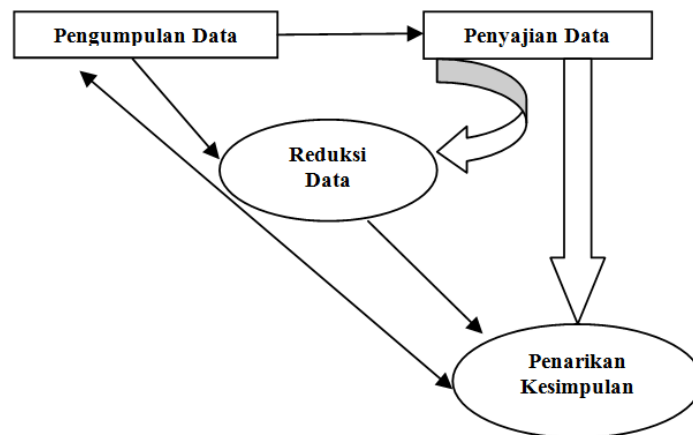 Pengumpulan Data
Penyajian Data
Reduksi
Data
Penarikan
Kesimpulan